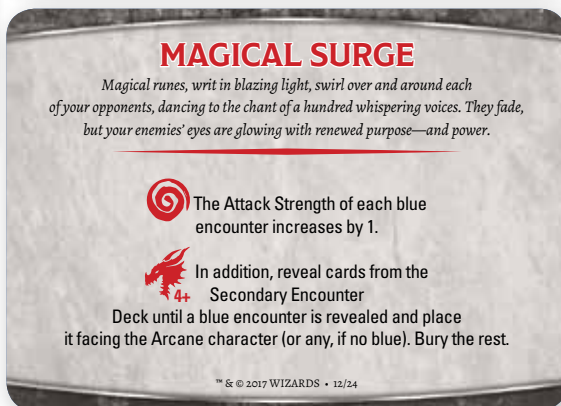 MAGICAL SURGE
Magical runes, writ in blazing light, swirl over and around each
of your opponents, dancing to the chant of a hundred whispering voices. They fade,
but your enemies' eyes are glowing with renewed purpose—and power.
The Attack Strength of each blue
encounter increases by 1.
In addition, reveal cards from the
4+ Secondary Encounter
Deck until a blue encounter is revealed and place
it facing the Arcane character (or any, if no blue). Bury the rest.
™ & © 2017 WIZARDS • 12/24